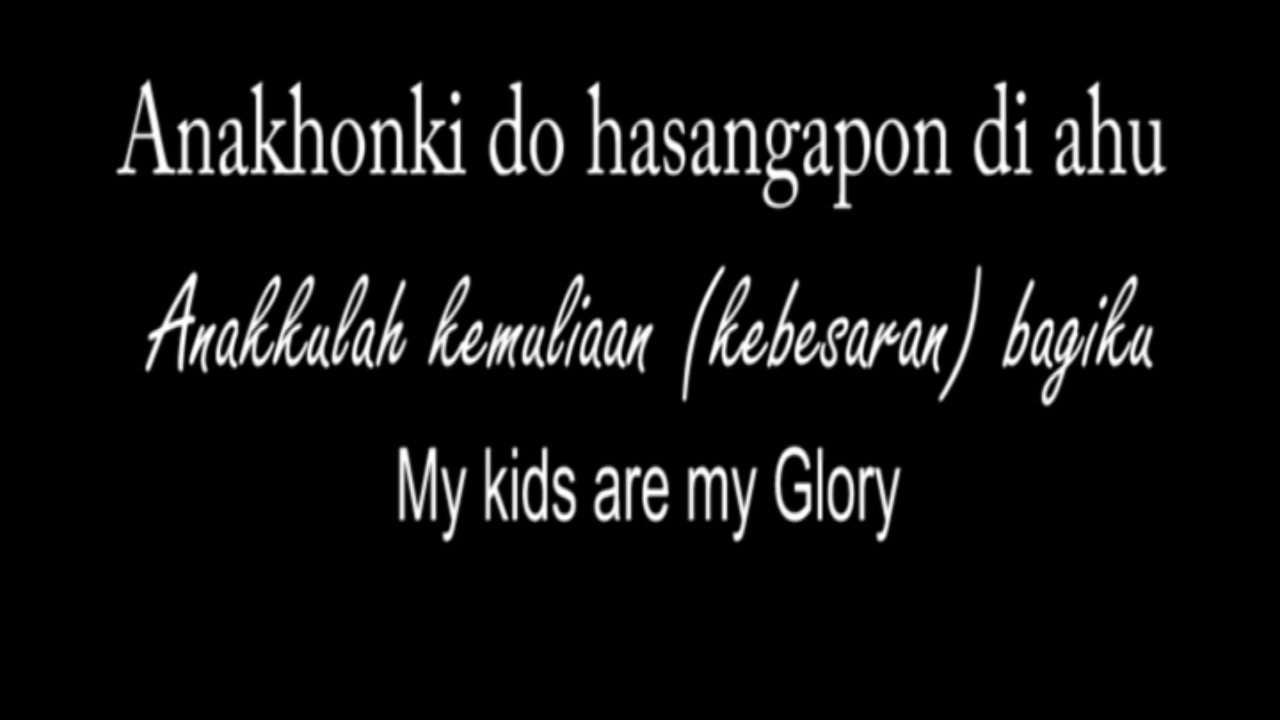 Anakhonki do hasangapon di ahu
Anakkulah kemuliaan (kebesaran) bagiku
My kids are my Glory